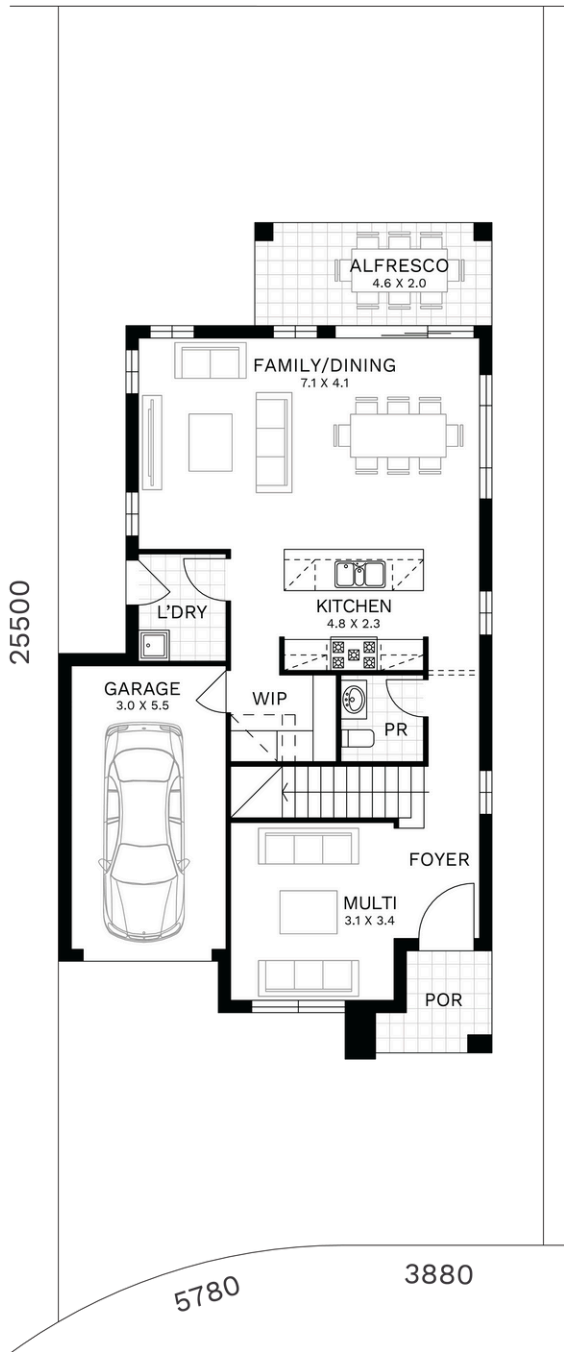 ALFRESCO
4.6 X 2.0
FAMILY/DINING
7.1 X 4.1
25500
L'DRY
KITCHEN
4.8 X 2.3
GARAGE
3.0 X 5.5
WIP
PR
FOYER
MULTI
3.1 X 3.4
POR
5780
3880